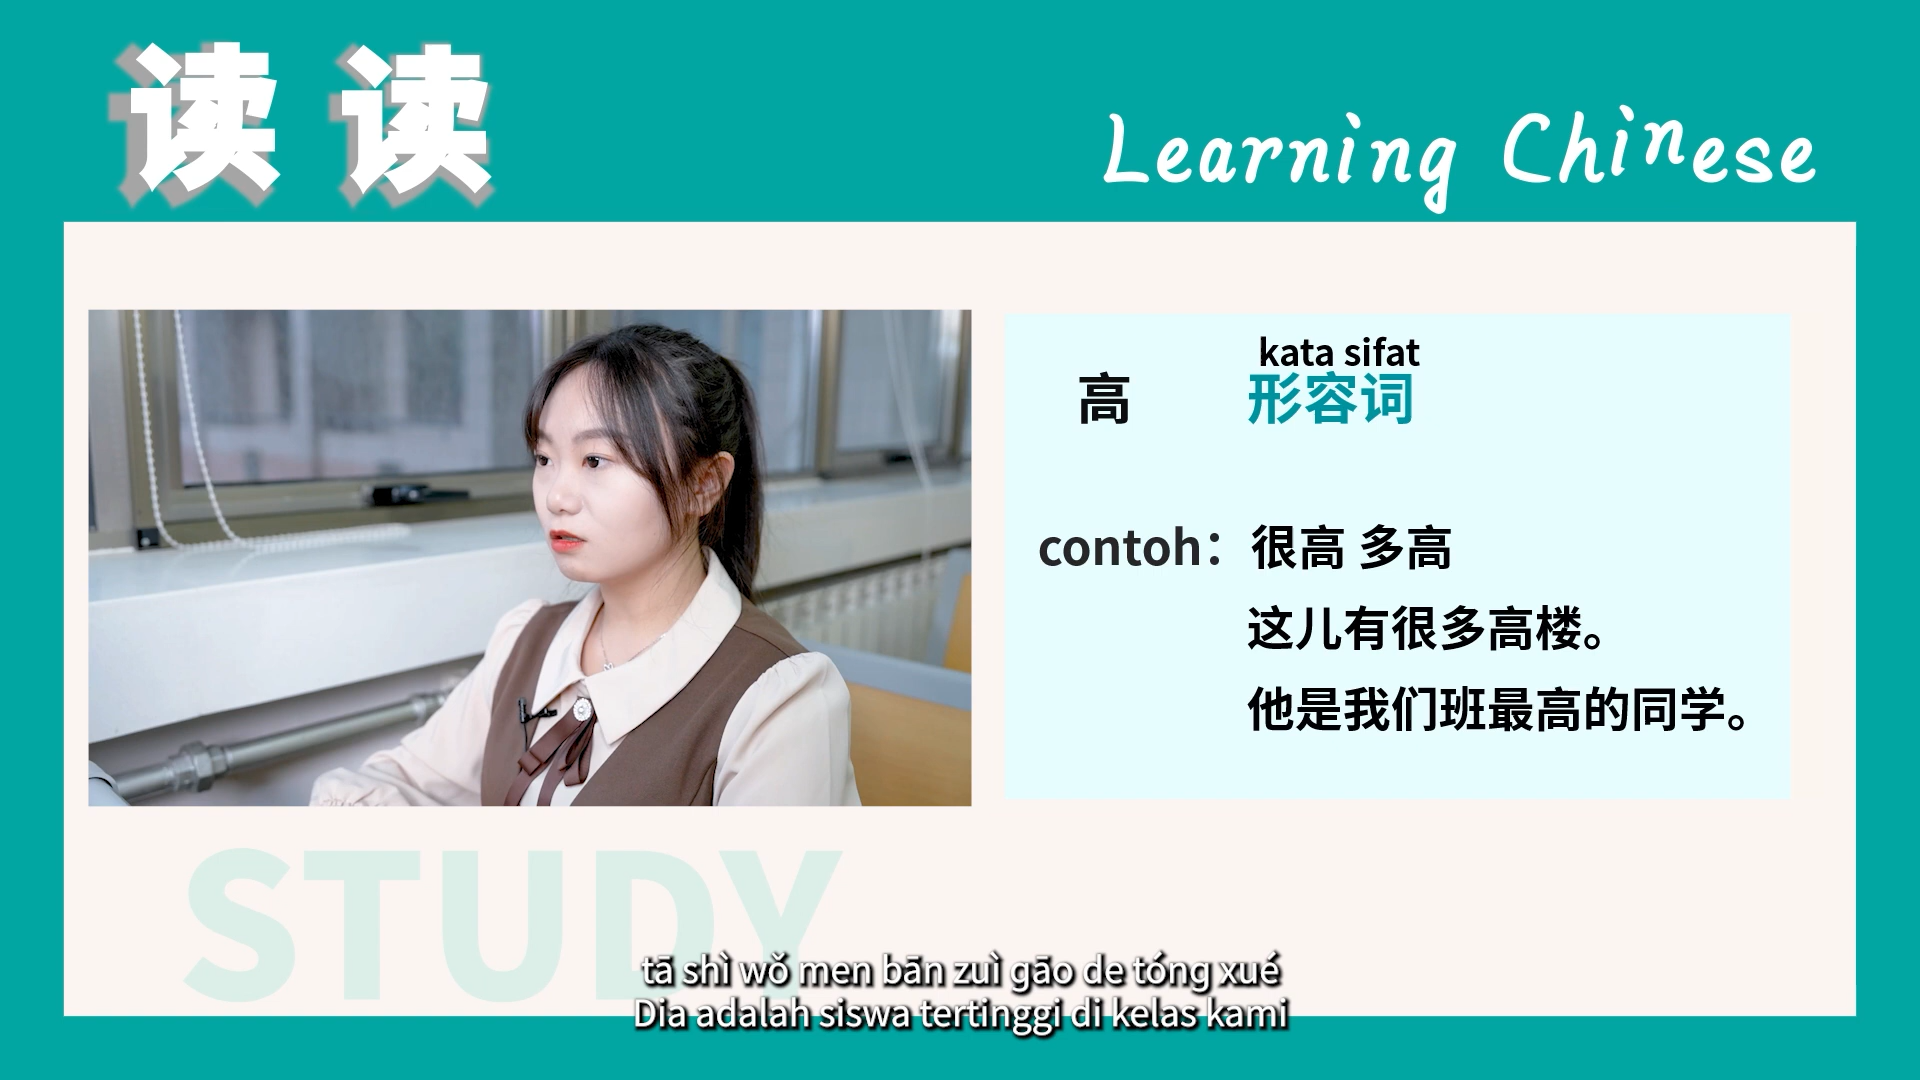 读读
Learning Chinese
kata sifat
高 形容词
contoh：很高 多高
这儿有很多高楼。
他是我们班最高的同学。
STUDY
tā shì wǒ men bān zuì gāo de tóng xué
Dia adalah siswa tertinggi di kelas kami